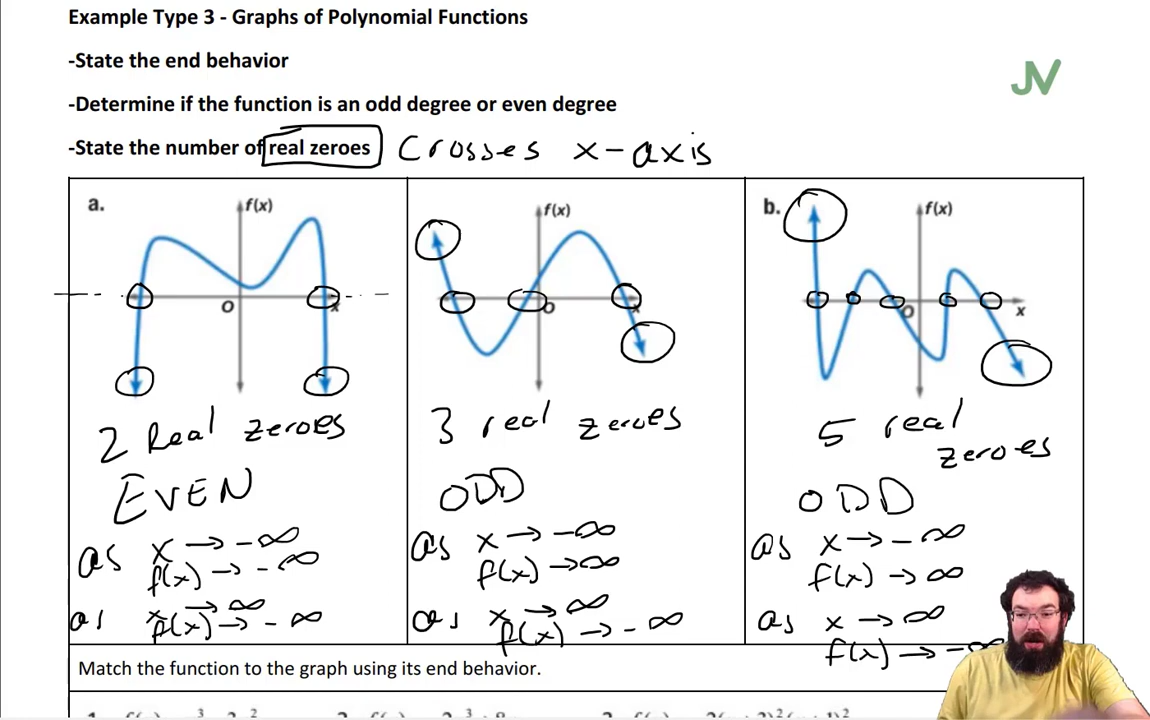 Example Type 3 - Graphs of Polynomial Functions
-State the end behavior
JV
-Determine if the function is an odd degree or even degree
-State the number of real zeroes Crosses x-axis
a. f(x) f(x) b. f(x)
O x O x O x
2 Real zeroes 3 real zeroes 5 real zeroes
EVEN ODD ODD
as x → -∞ as x → -∞ as x → -∞
f(x) → -∞ f(x) → ∞ f(x) → ∞
as x → ∞ as x → ∞ as x → ∞
f(x) → -∞ f(x) → -∞ f(x) → -∞
Match the function to the graph using its end behavior.